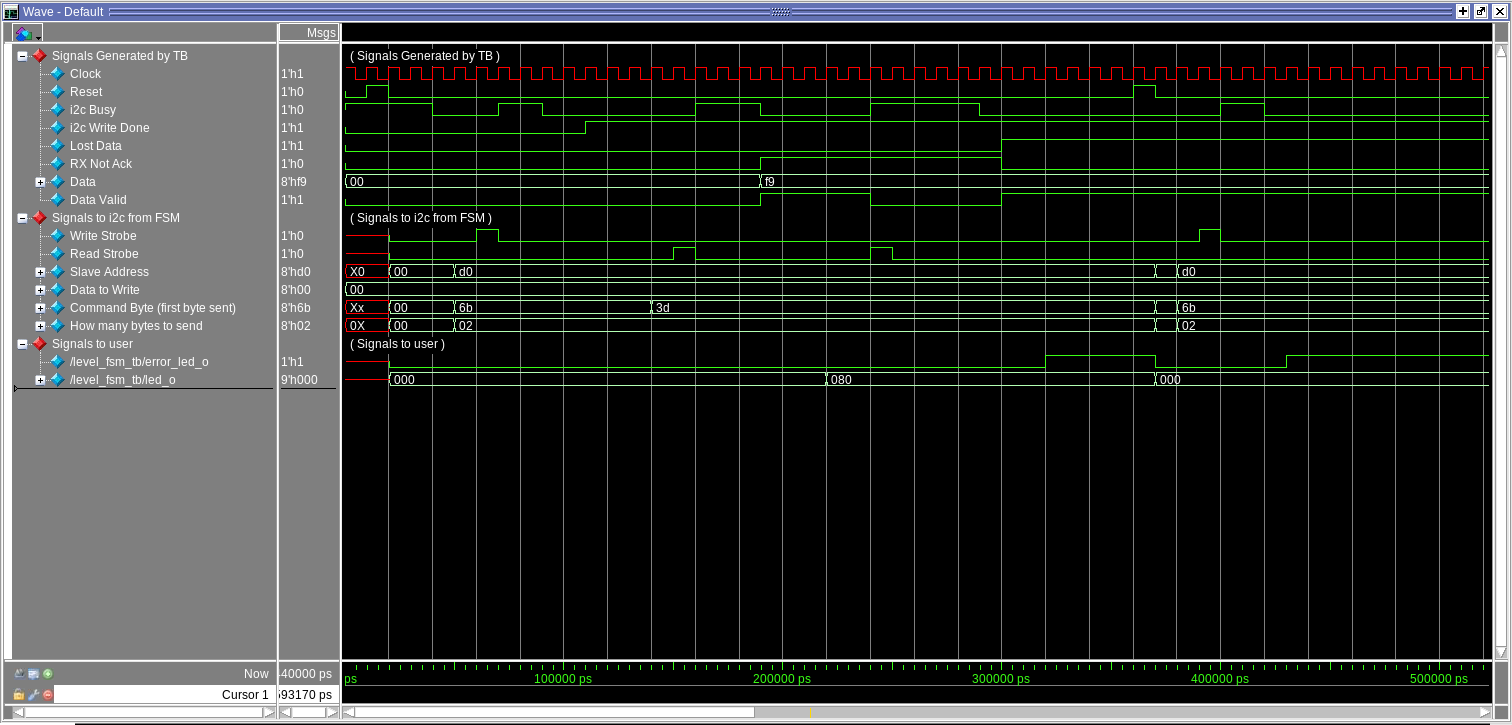 Wave - Default
Msgs
Signals Generated by TB ( Signals Generated by TB )
Clock 1'h1
Reset 1'h0
i2c Busy 1'h0
i2c Write Done 1'h1
Lost Data 1'h1
RX Not Ack 1'h0
Data 8'hf9 00 f9
Data Valid 1'h1
Signals to i2c from FSM ( Signals to i2c from FSM )
Write Strobe 1'h0
Read Strobe 1'h0
Slave Address 8'hd0 X0 00 d0 d0
Data to Write 8'h00 00
Command Byte (first byte sent) 8'h6b Xx 00 6b 3d 6b
How many bytes to send 8'h02 0X 00 02 02
Signals to user ( Signals to user )
/level_fsm_tb/error_led_o 1'h1
/level_fsm_tb/led_o 9'h000 000 080 000
Now 40000 ps ps 100000 ps 200000 ps 300000 ps 400000 ps 500000 ps
Cursor 1 93170 ps